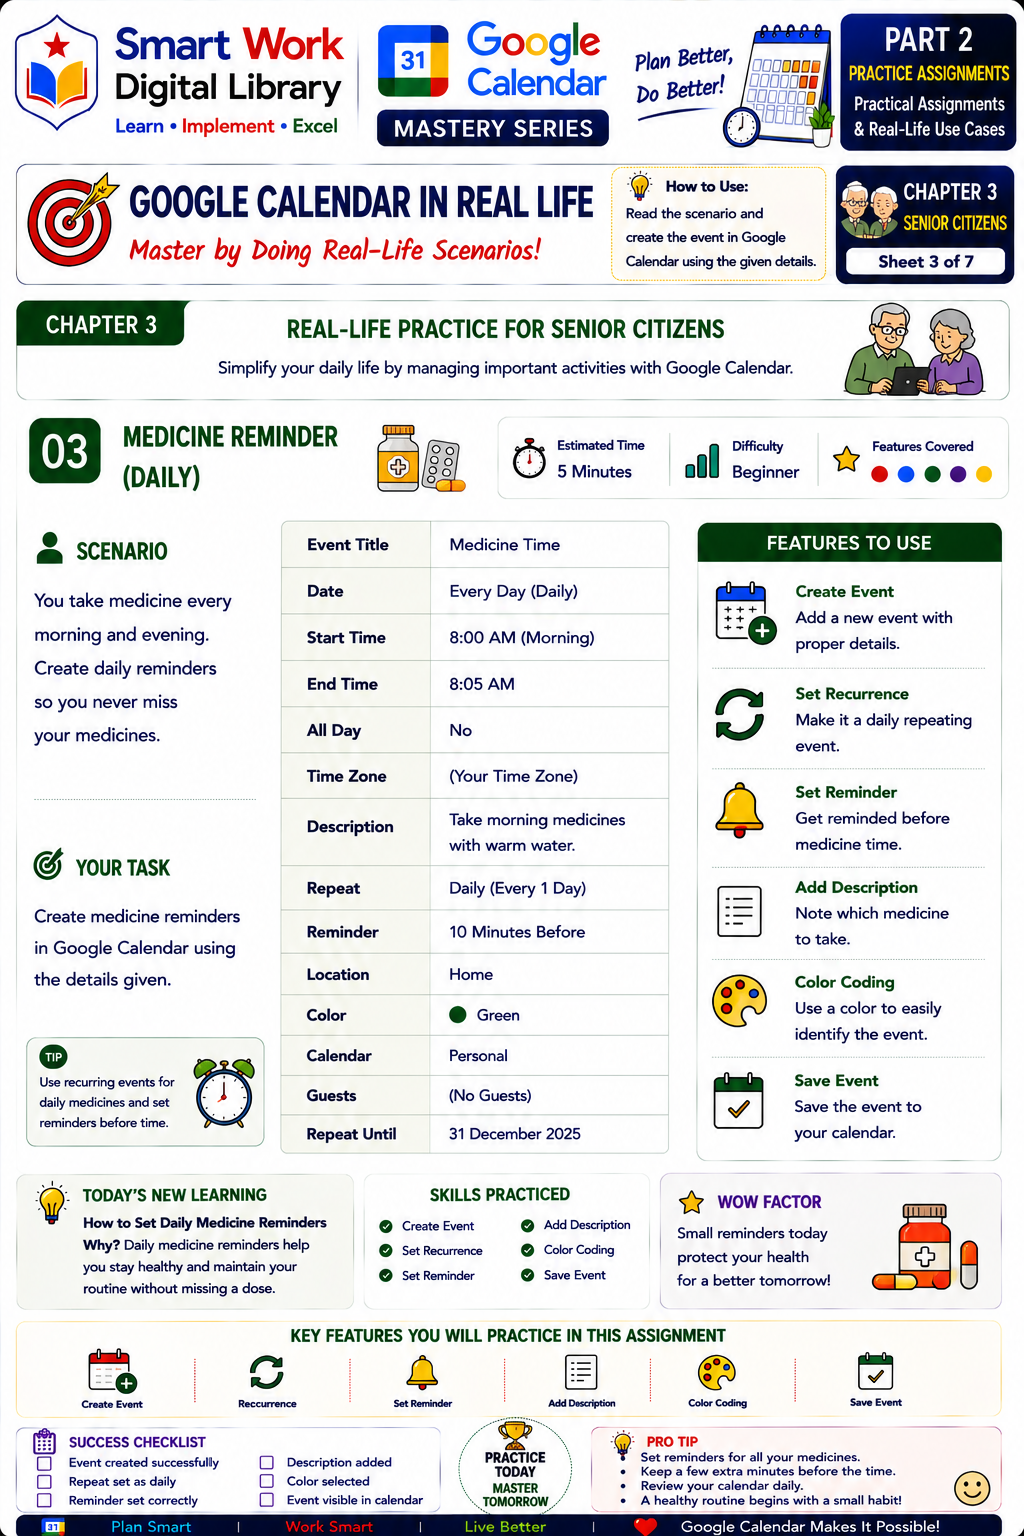 Smart Work
Digital Library
Learn • Implement • Excel
31
Google
Calendar
MASTERY SERIES
Plan Better,
Do Better!
PART 2
PRACTICE ASSIGNMENTS
Practical Assignments
& Real-Life Use Cases
GOOGLE CALENDAR IN REAL LIFE
Master by Doing Real-Life Scenarios!
How to Use:
Read the scenario and
create the event in Google
Calendar using the given details.
CHAPTER 3
SENIOR CITIZENS
Sheet 3 of 7
CHAPTER 3
REAL-LIFE PRACTICE FOR SENIOR CITIZENS
Simplify your daily life by managing important activities with Google Calendar.
03
MEDICINE REMINDER
(DAILY)
Estimated Time
5 Minutes
Difficulty
Beginner
Features Covered
SCENARIO
You take medicine every
morning and evening.
Create daily reminders
so you never miss
your medicines.
YOUR TASK
Create medicine reminders
in Google Calendar using
the details given.
TIP
Use recurring events for
daily medicines and set
reminders before time.
Event Title Medicine Time
Date Every Day (Daily)
Start Time 8:00 AM (Morning)
End Time 8:05 AM
All Day No
Time Zone (Your Time Zone)
Description Take morning medicines
with warm water.
Repeat Daily (Every 1 Day)
Reminder 10 Minutes Before
Location Home
Color Green
Calendar Personal
Guests (No Guests)
Repeat Until 31 December 2025
FEATURES TO USE
Create Event
Add a new event with
proper details.
Set Recurrence
Make it a daily repeating
event.
Set Reminder
Get reminded before
medicine time.
Add Description
Note which medicine
to take.
Color Coding
Use a color to easily
identify the event.
Save Event
Save the event to
your calendar.
TODAY'S NEW LEARNING
How to Set Daily Medicine Reminders
Why? Daily medicine reminders help
you stay healthy and maintain your
routine without missing a dose.
SKILLS PRACTICED
Create Event
Set Recurrence
Set Reminder
Add Description
Color Coding
Save Event
WOW FACTOR
Small reminders today
protect your health
for a better tomorrow!
KEY FEATURES YOU WILL PRACTICE IN THIS ASSIGNMENT
Create Event
Reccurrence
Set Reminder
Add Description
Color Coding
Save Event
SUCCESS CHECKLIST
Event created successfully
Repeat set as daily
Reminder set correctly
Description added
Color selected
Event visible in calendar
PRACTICE
TODAY
MASTER
TOMORROW
PRO TIP
• Set reminders for all your medicines.
• Keep a few extra minutes before the time.
• Review your calendar daily.
• A healthy routine begins with a small habit!
31 Plan Smart | Work Smart | Live Better | Google Calendar Makes It Possible!